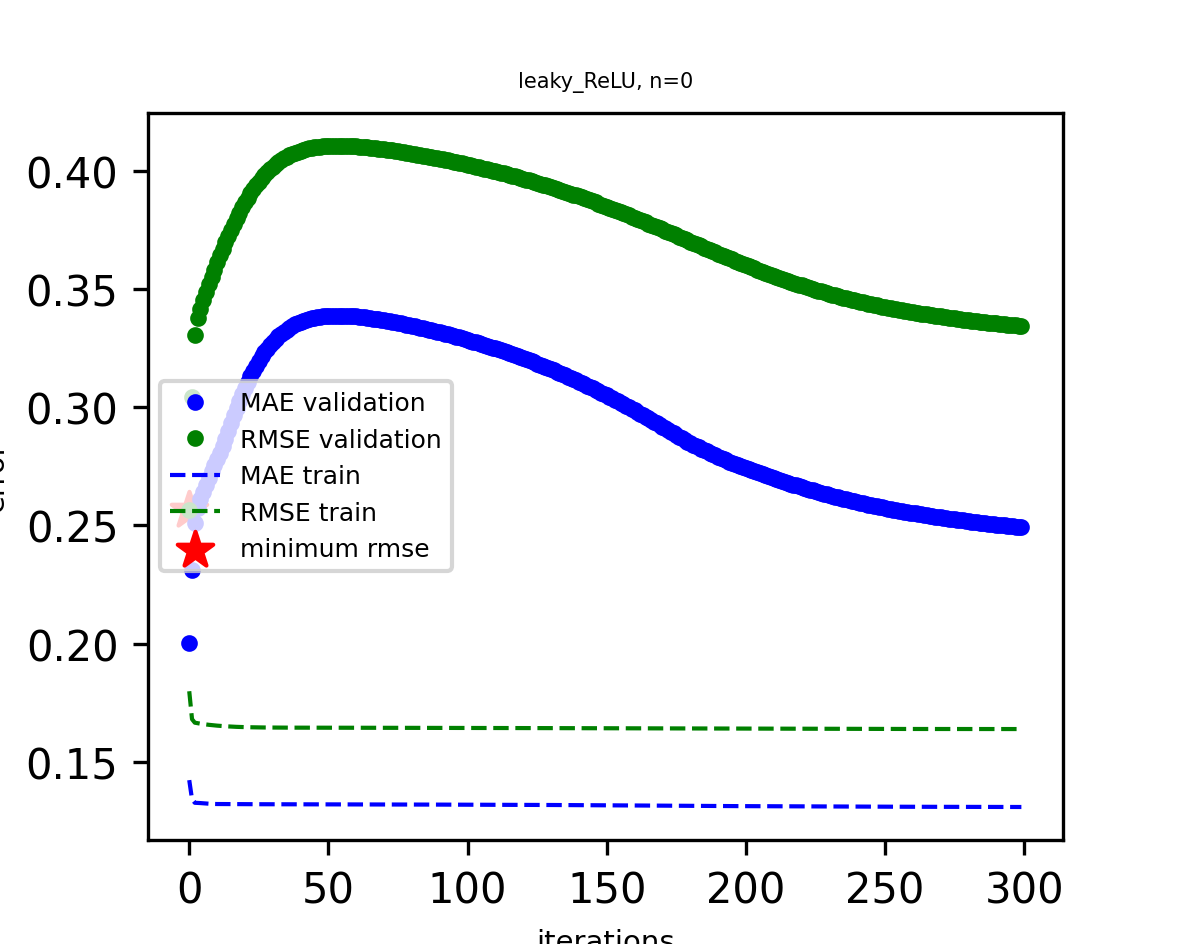 leaky_ReLU, n=0
0.40
0.35
0.30
0.25
0.20
0.15
MAE validation
RMSE validation
MAE train
RMSE train
minimum rmse
0 50 100 150 200 250 300
iterations